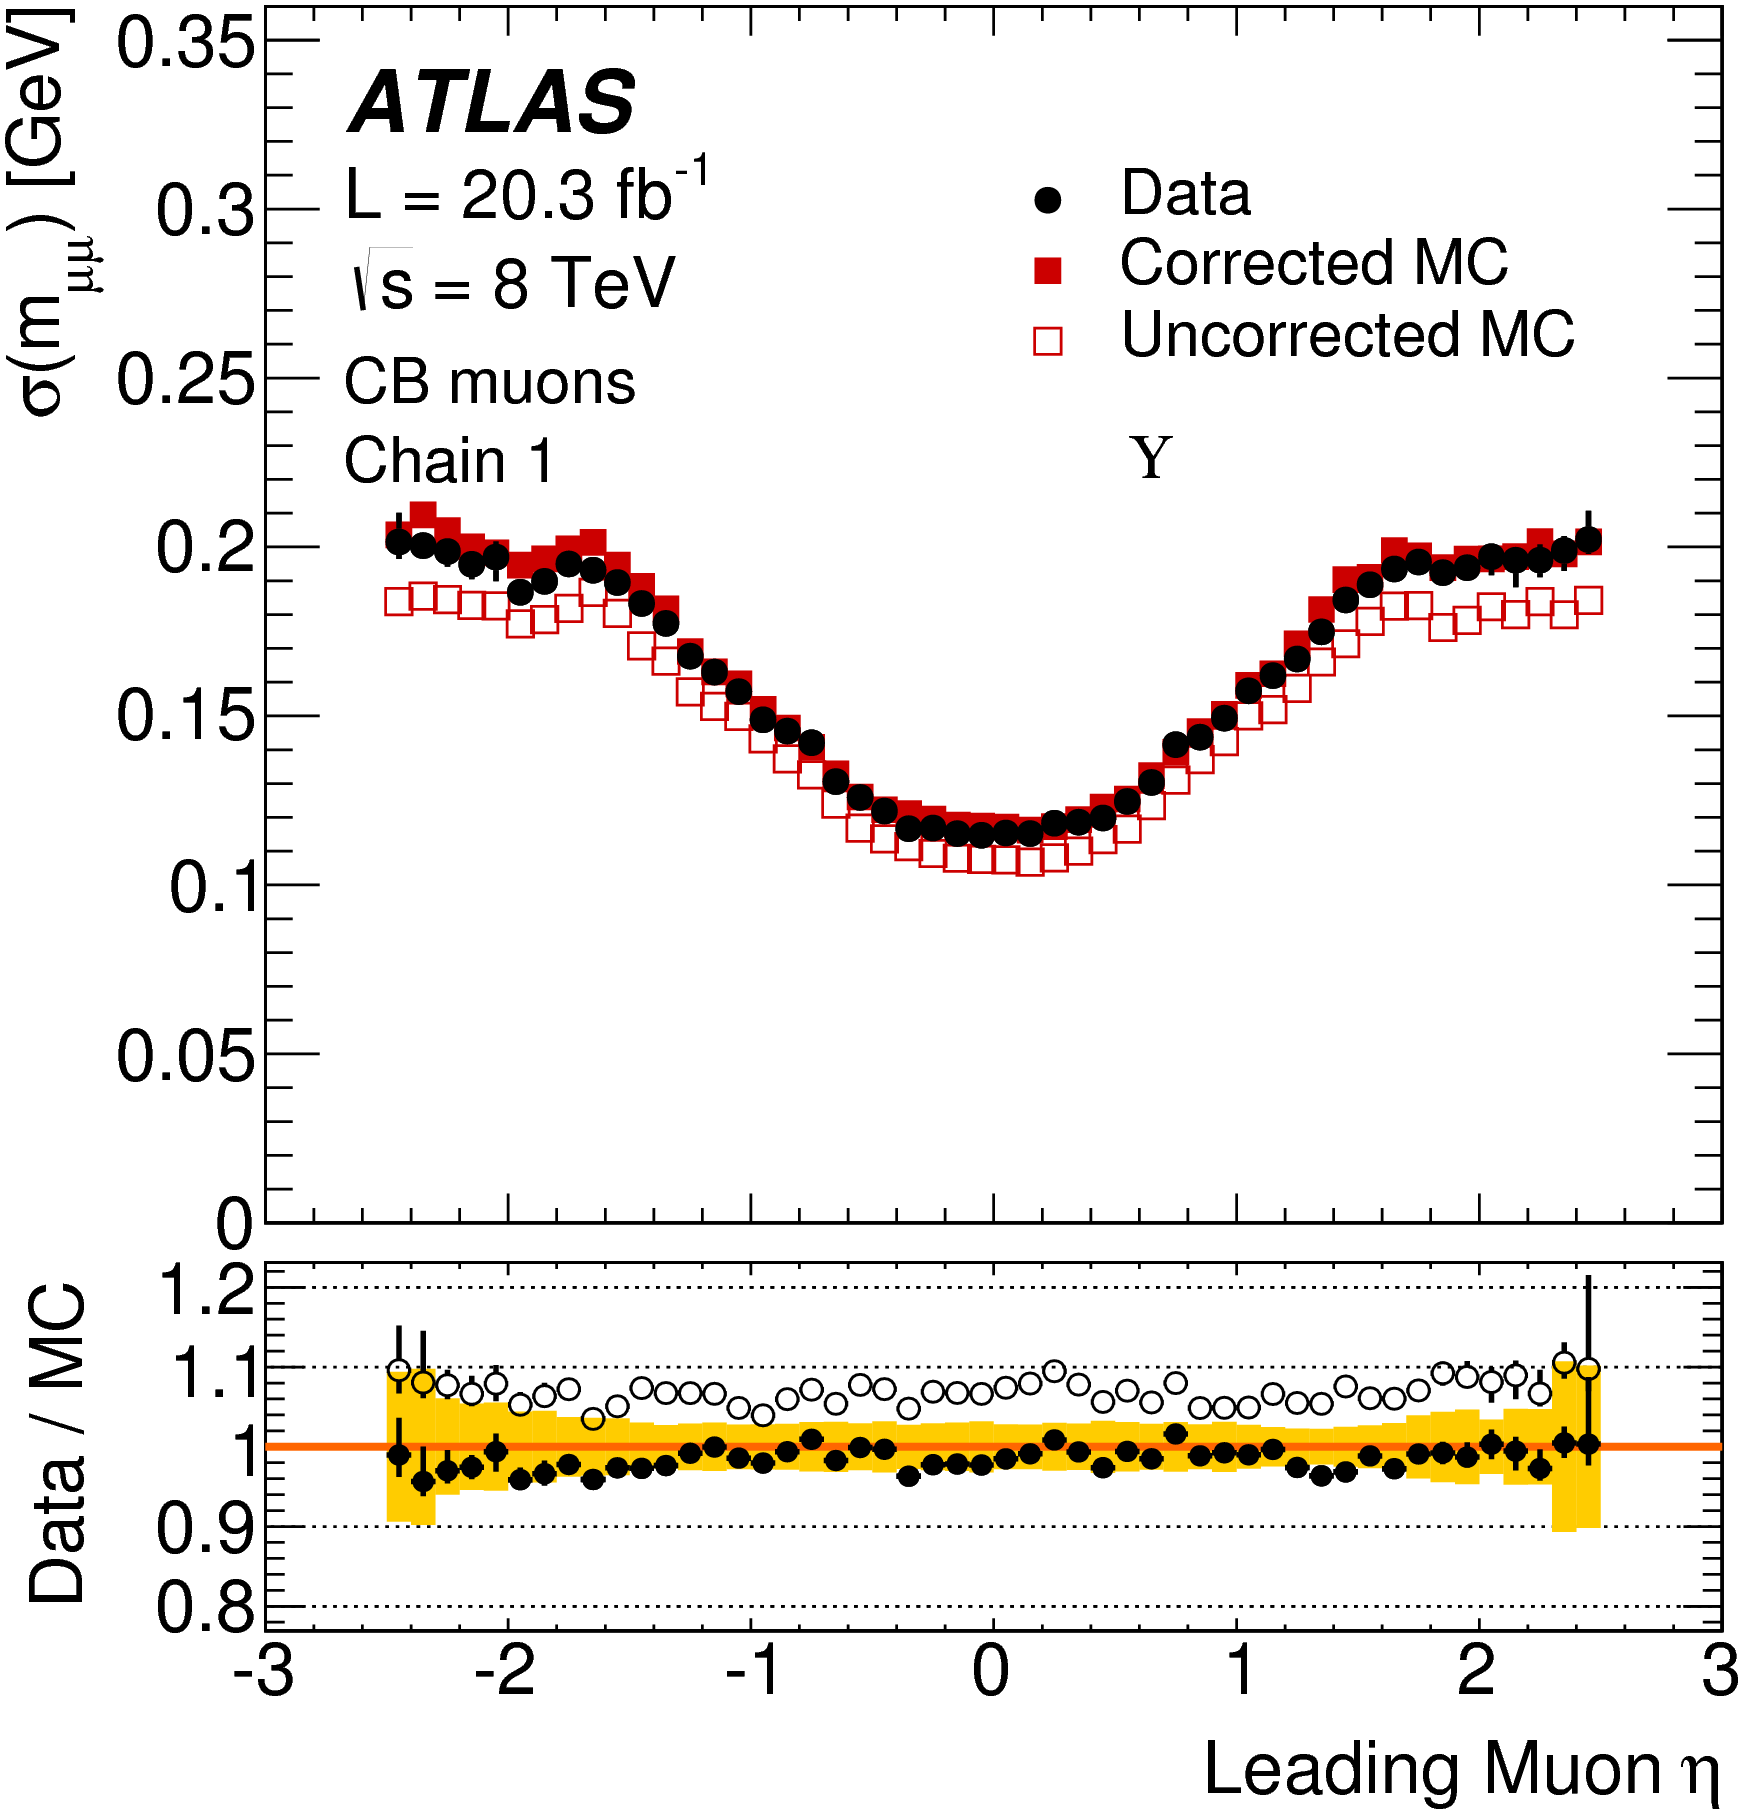 σ(m_μμ) [GeV]
0.35
0.3
0.25
0.2
0.15
0.1
0.05
0
ATLAS
L = 20.3 fb⁻¹
√s = 8 TeV
CB muons
Chain 1
Data
Corrected MC
Uncorrected MC
ϒ
Data / MC
1.2
1.1
1
0.9
0.8
-3 -2 -1 0 1 2 3
Leading Muon η